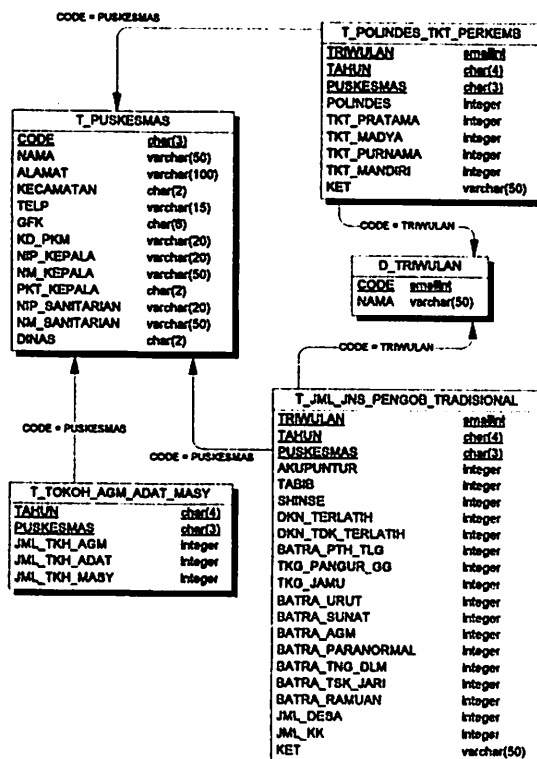 CODE = PUSKESMAS
T_POLINDES_TKT_PERKEMB
TRIWULAN smallint
TAHUN char(4)
PUSKESMAS char(3)
POLINDES Integer
TKT_PRATAMA Integer
TKT_MADYA Integer
TKT_PURNAMA Integer
TKT_MANDIRI Integer
KET varchar(50)
T_PUSKESMAS
CODE char(3)
NAMA varchar(50)
ALAMAT varchar(100)
KECAMATAN char(2)
TELP varchar(15)
GFK char(6)
KD_PKM varchar(20)
NIP_KEPALA varchar(20)
NM_KEPALA varchar(50)
PKT_KEPALA char(2)
NIP_SANITARIAN varchar(20)
NM_SANITARIAN varchar(50)
DINAS char(2)
CODE = TRIWULAN
D_TRIWULAN
CODE smallint
NAMA varchar(50)
CODE = TRIWULAN
CODE = PUSKESMAS
CODE = PUSKESMAS
T_TOKOH_AGM_ADAT_MASY
TAHUN char(4)
PUSKESMAS char(3)
JML_TKH_AGM Integer
JML_TKH_ADAT Integer
JML_TKH_MASY Integer
T_JML_JNS_PENGOB_TRADISIONAL
TRIWULAN smallint
TAHUN char(4)
PUSKESMAS char(3)
AKUPUNTUR Integer
TABIB Integer
SHINSE Integer
DKN_TERLATIH Integer
DKN_TDK_TERLATIH Integer
BATRA_PTH_TLG Integer
TKG_PANGUR_GG Integer
TKG_JAMU Integer
BATRA_URUT Integer
BATRA_SUNAT Integer
BATRA_AGM Integer
BATRA_PARANORMAL Integer
BATRA_TNG_DLM Integer
BATRA_TSK_JARI Integer
BATRA_RAMUAN Integer
JML_DESA Integer
JML_KK Integer
KET varchar(50)